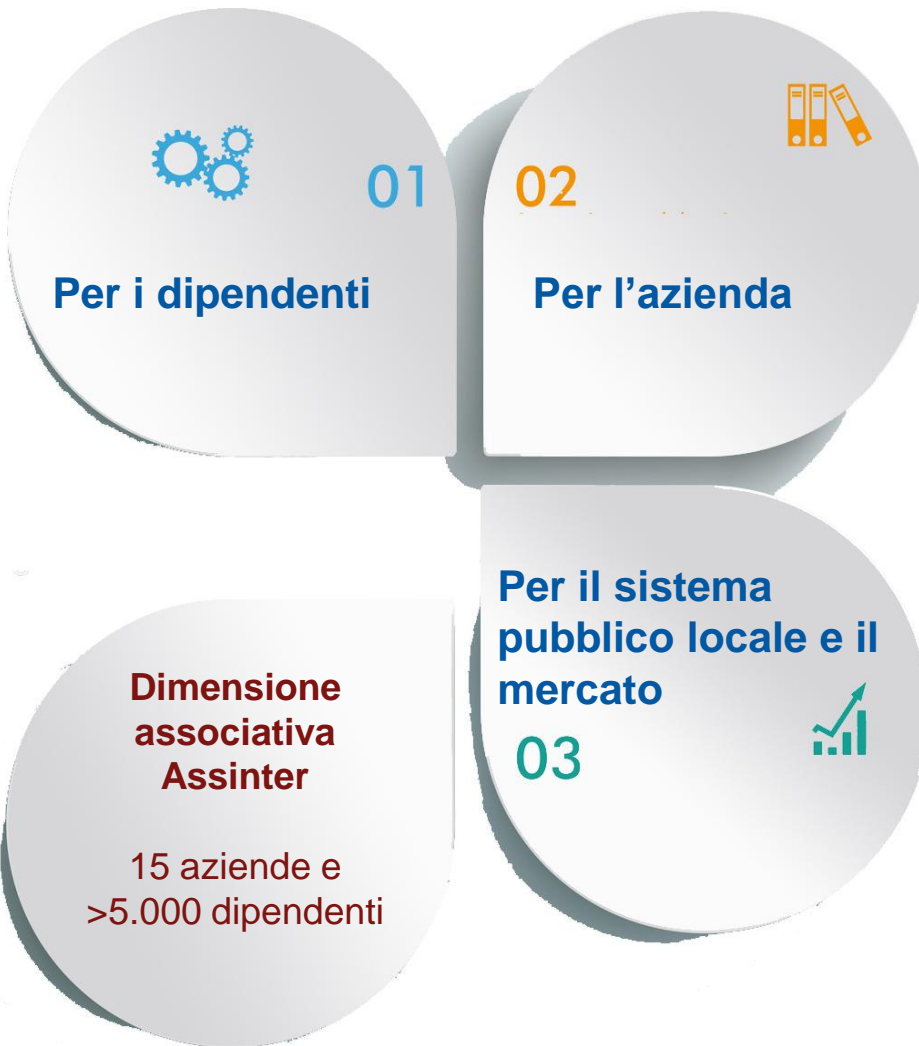 01
Per i dipendenti
02
Per l’azienda
Per il sistema
pubblico locale e il
mercato
03
Dimensione
associativa
Assinter
15 aziende e
>5.000 dipendenti